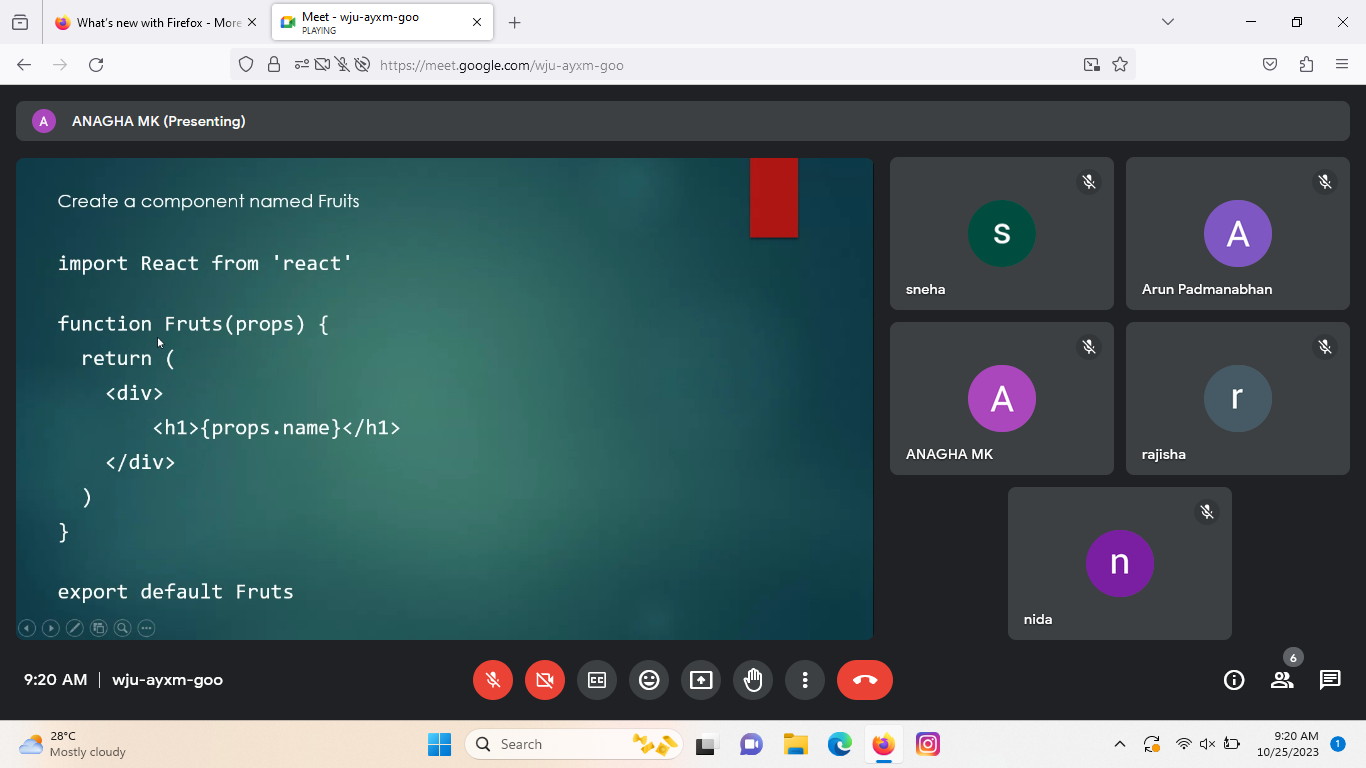 What's new with Firefox - More
Meet - wju-ayxm-goo
PLAYING
https://meet.google.com/wju-ayxm-goo
A
ANAGHA MK (Presenting)
Create a component named Fruits
import React from 'react'
function Fruts(props) {
return (
<div>
<h1>{props.name}</h1>
</div>
)
}
export default Fruts
s
sneha
A
Arun Padmanabhan
A
ANAGHA MK
r
rajisha
n
nida
9:20 AM | wju-ayxm-goo
6
28°C
Mostly cloudy
Search
9:20 AM
10/25/2023
1